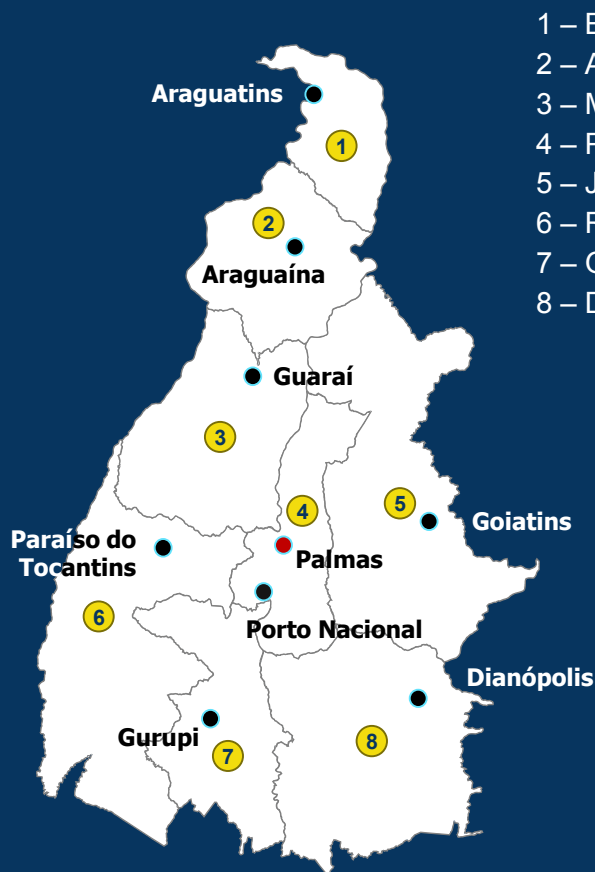 1 – E
2 – A
3 – M
4 –
5 – J
6 –
7 –
8 – D
Araguatins
1
2
Araguaína
Guaraí
3
4
5
Goiatins
Paraíso do
Tocantins
Palmas
6
Porto Nacional
Dianópolis
Gurupi
7
8